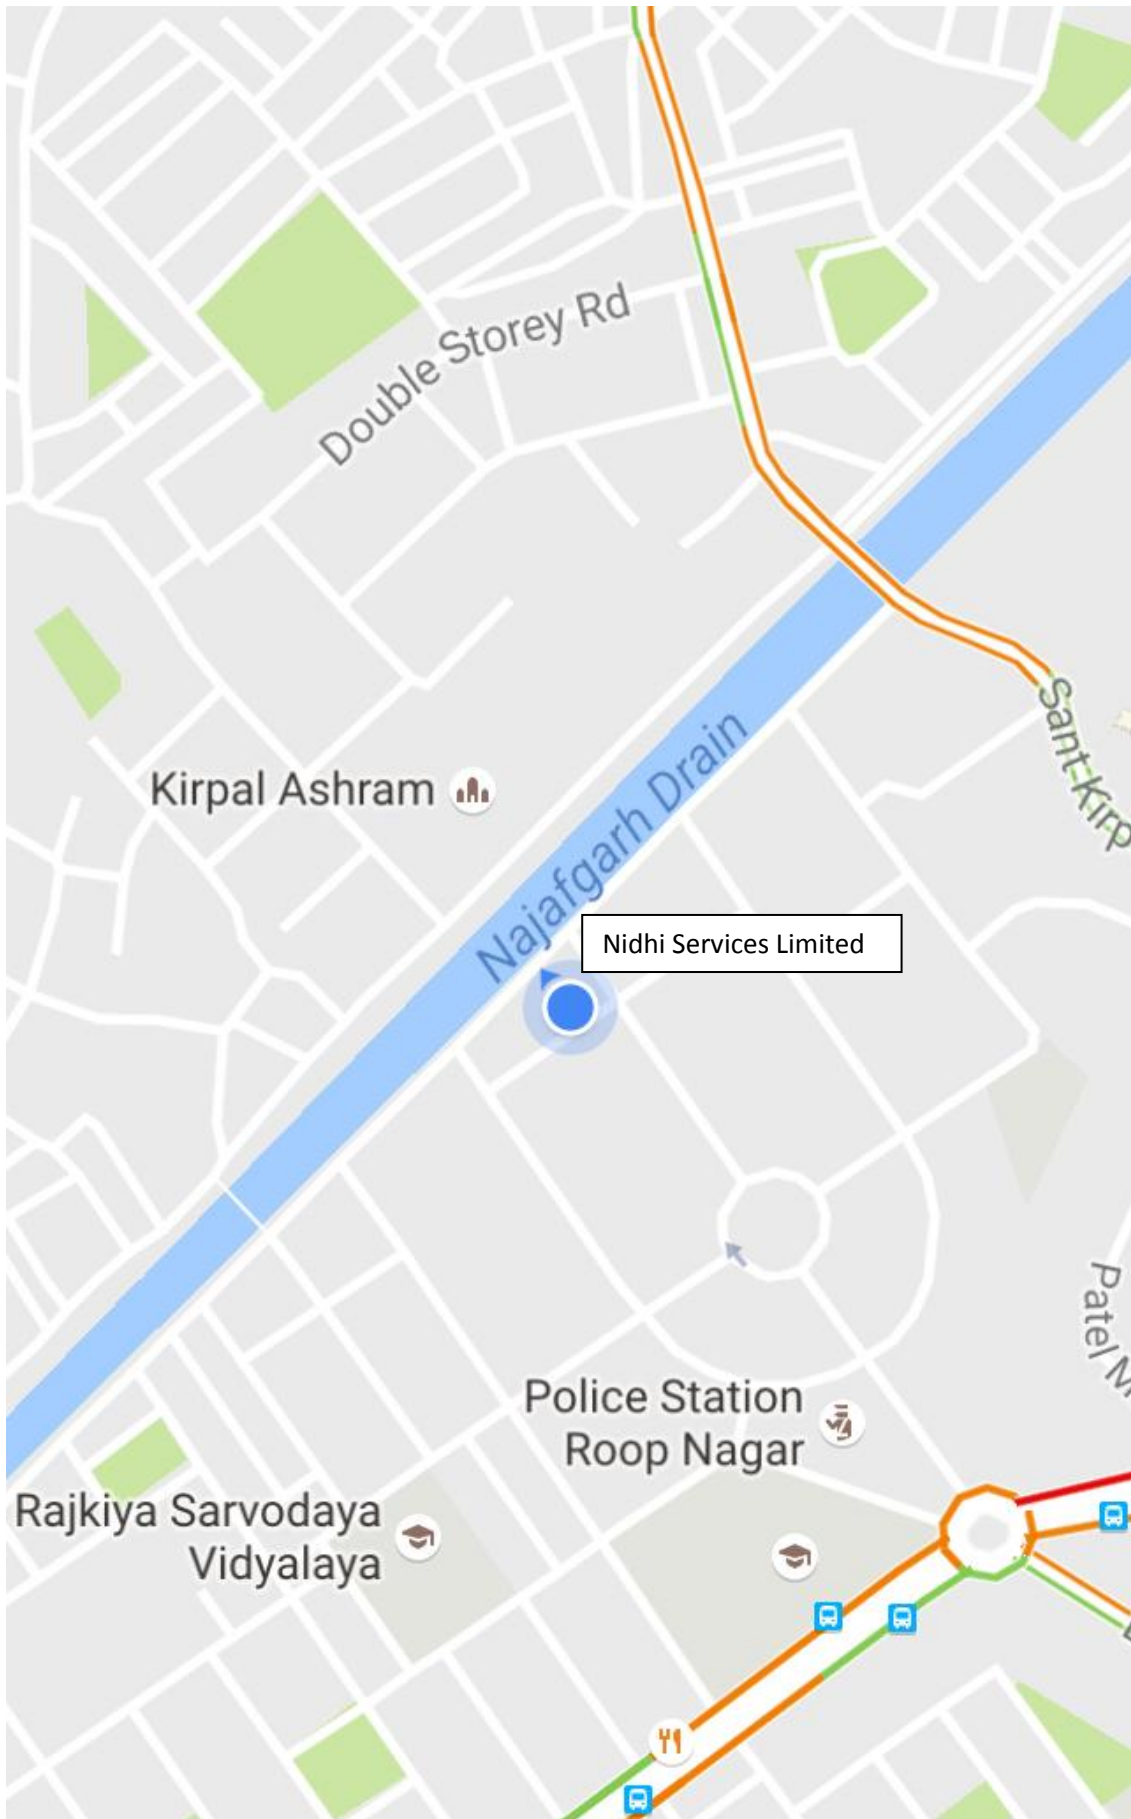 Double Storey Rd
Sant Kirp
Kirpal Ashram
Najafgarh Drain
Nidhi Services Limited
Patel M
Police Station
Roop Nagar
Rajkiya Sarvodaya
Vidyalaya